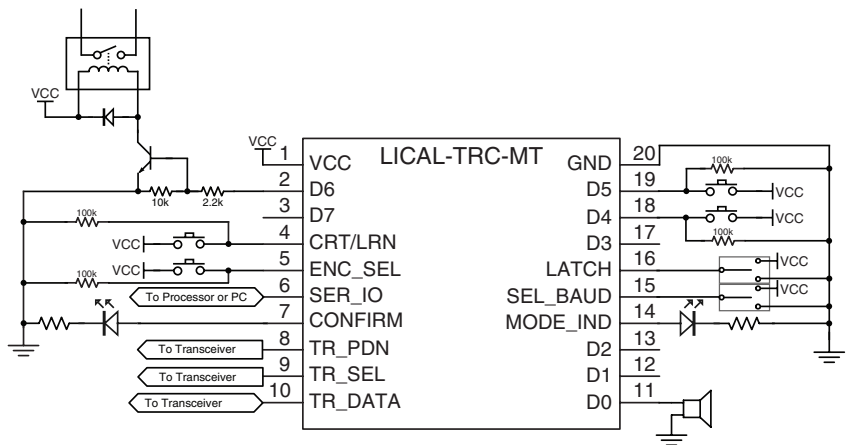 VCC
VCC
LICAL-TRC-MT
1 VCC
2 D6
3 D7
4 CRT/LRN
5 ENC_SEL
6 SER_IO
7 CONFIRM
8 TR_PDN
9 TR_SEL
10 TR_DATA
GND 20
D5 19
D4 18
D3 17
LATCH 16
SEL_BAUD 15
MODE_IND 14
D2 13
D1 12
D0 11
10k
2.2k
100k
VCC
100k
VCC
To Processor or PC
To Transceiver
To Transceiver
To Transceiver
100k
VCC
VCC
100k
VCC
VCC